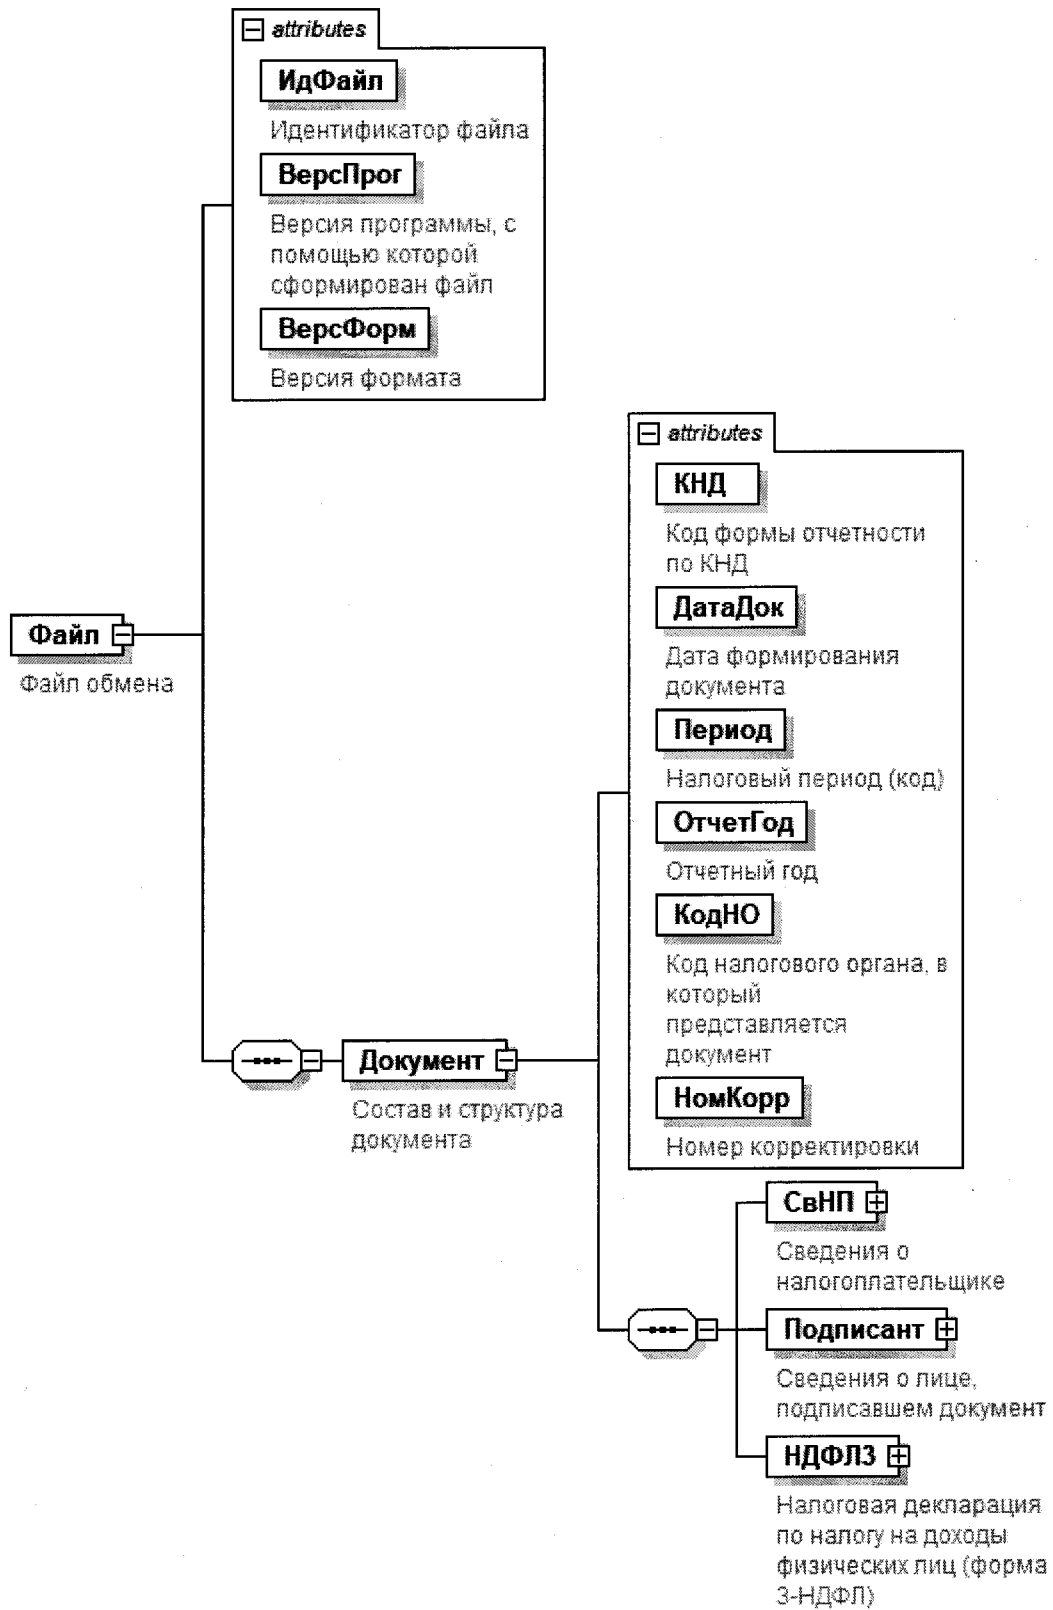 attributes
ИдФайл
Идентификатор файла
ВерсПрог
Версия программы, с
помощью которой
сформирован файл
ВерсФорм
Версия формата
Файл
Файл обмена
Документ
Состав и структура
документа
attributes
КНД
Код формы отчетности
по КНД
ДатаДок
Дата формирования
документа
Период
Налоговый период (код)
ОтчетГод
Отчетный год
КодНО
Код налогового органа, в
который
представляется
документ
НомКорр
Номер корректировки
СвНП
Сведения о
налогоплательщике
Подписант
Сведения о лице,
подписавшем документ
НДФЛ3
Налоговая декларация
по налогу на доходы
физических лиц (форма
3-НДФЛ)